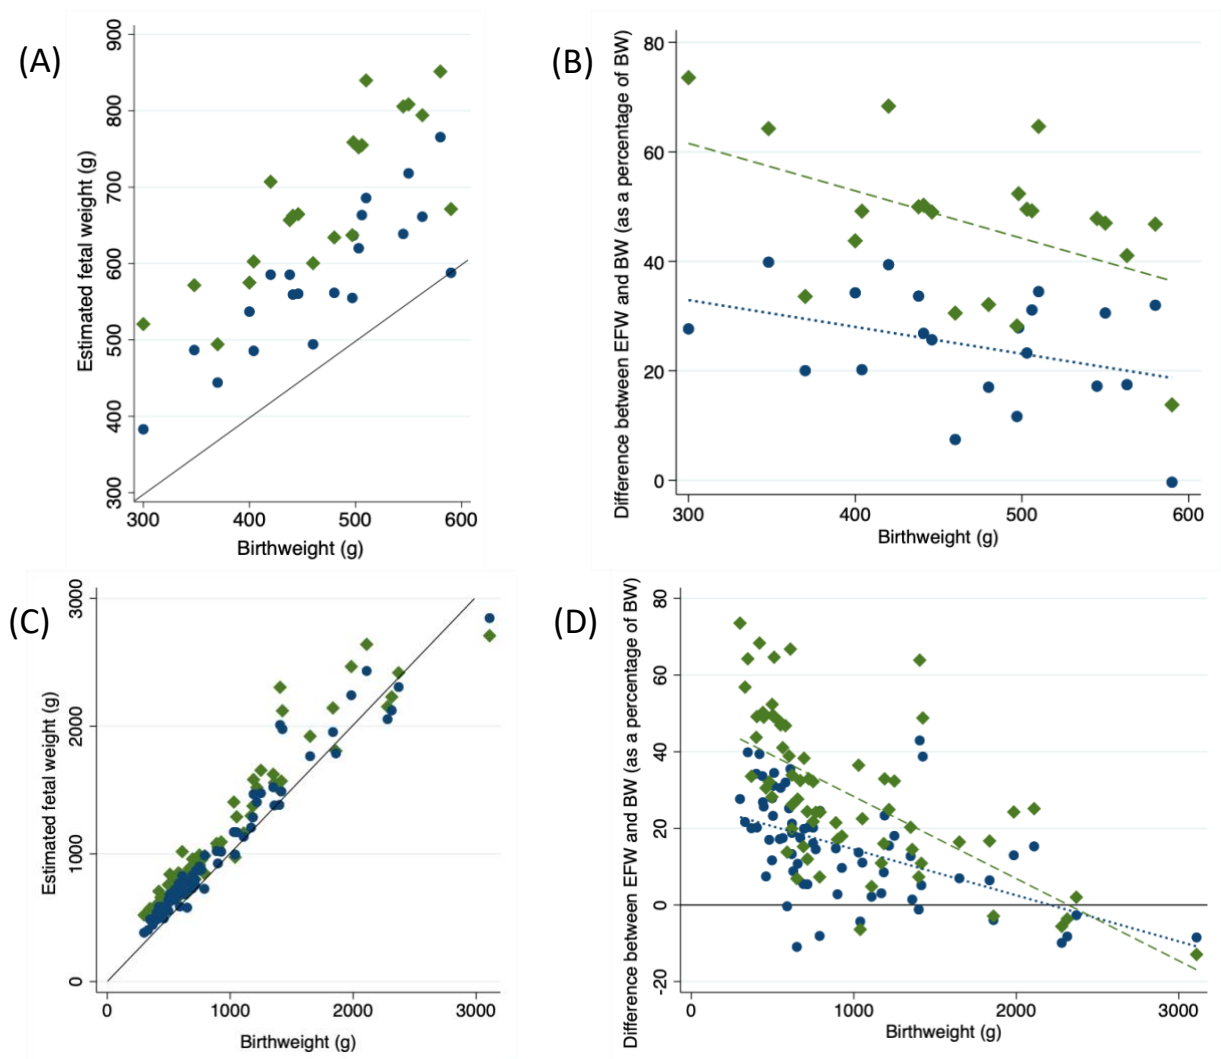 (A)
Estimated fetal weight (g)
900
800
700
600
500
400
300
300 400 500 600
Birthweight (g)
(B)
Difference between EFW and BW (as a percentage of BW)
80
60
40
20
0
300 400 500 600
Birthweight (g)
(C)
Estimated fetal weight (g)
3000
2000
1000
0
0 1000 2000 3000
Birthweight (g)
(D)
Difference between EFW and BW (as a percentage of BW)
80
60
40
20
0
-20
0 1000 2000 3000
Birthweight (g)